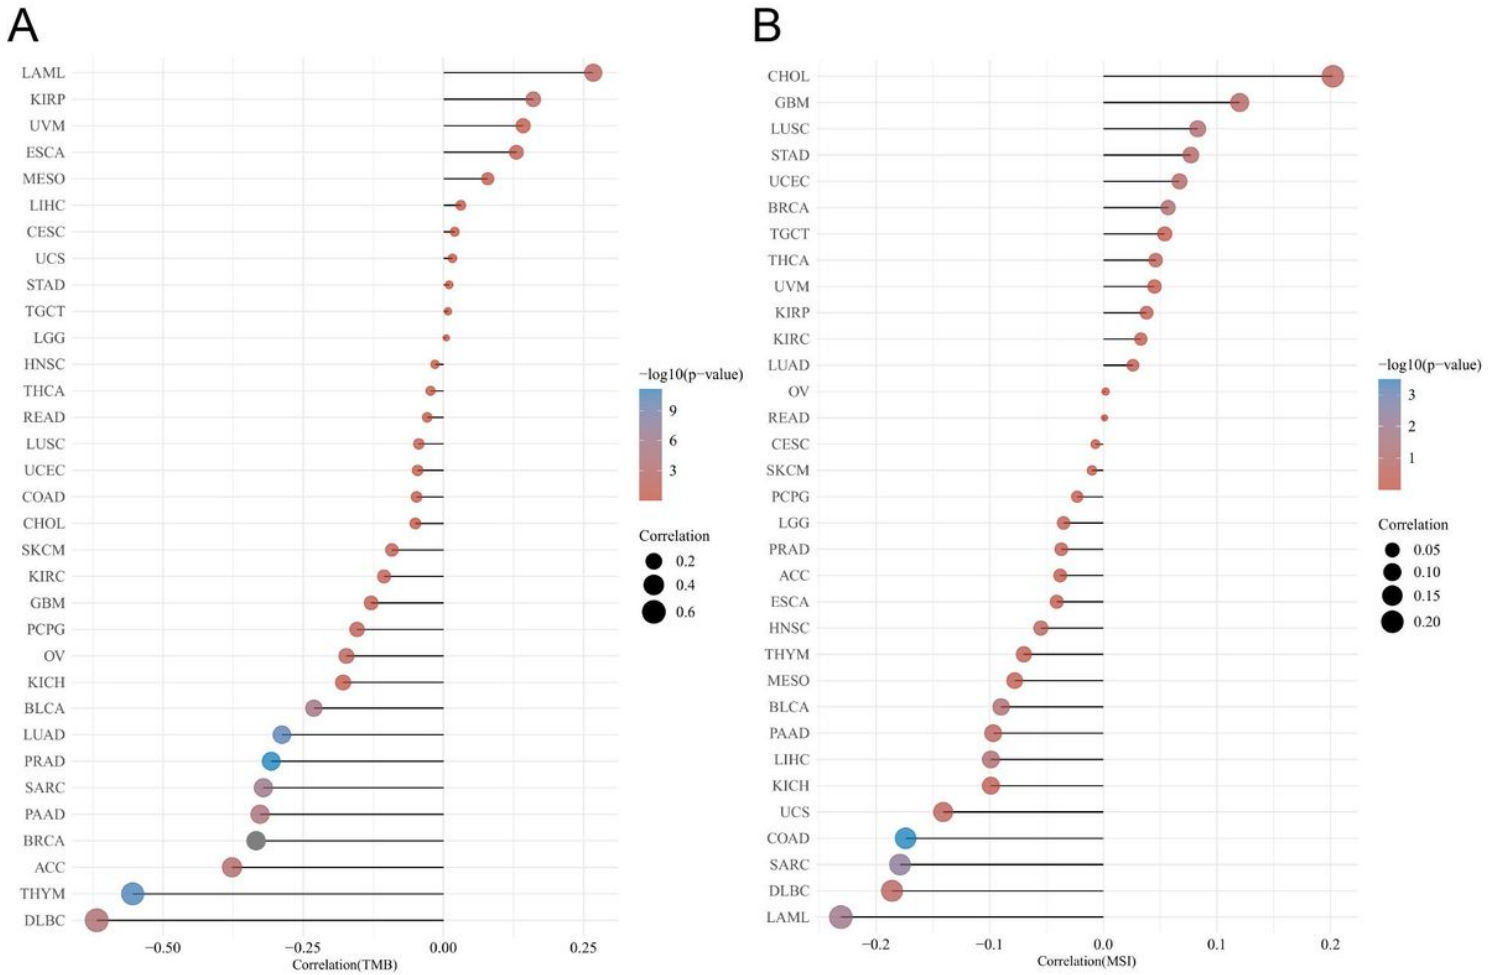 A
LAML
KIRP
UVM
ESCA
MESO
LIHC
CESC
UCS
STAD
TGCT
LGG
HNSC
THCA
READ
LUSC
UCEC
COAD
CHOL
SKCM
KIRC
GBM
PCPG
OV
KICH
BLCA
LUAD
PRAD
SARC
PAAD
BRCA
ACC
THYM
DLBC
−0.50 −0.25 0.00 0.25
Correlation(TMB)
−log10(p−value)
9
6
3
Correlation
0.2
0.4
0.6
B
CHOL
GBM
LUSC
STAD
UCEC
BRCA
TGCT
THCA
UVM
KIRP
KIRC
LUAD
OV
READ
CESC
SKCM
PCPG
LGG
PRAD
ACC
ESCA
HNSC
THYM
MESO
BLCA
PAAD
LIHC
KICH
UCS
COAD
SARC
DLBC
LAML
−0.2 −0.1 0.0 0.1 0.2
Correlation(MSI)
−log10(p−value)
3
2
1
Correlation
0.05
0.10
0.15
0.20